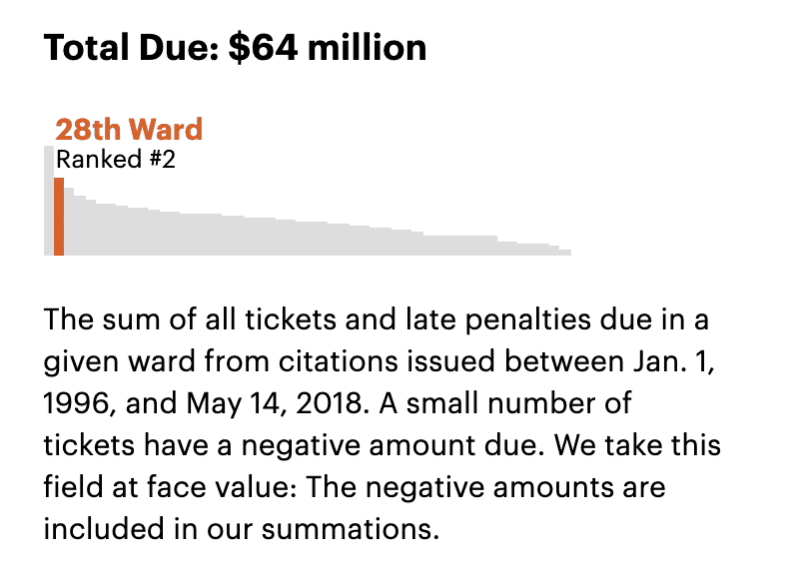 Total Due: $64 million
28th Ward
Ranked #2
The sum of all tickets and late penalties due in a
given ward from citations issued between Jan. 1,
1996, and May 14, 2018. A small number of
tickets have a negative amount due. We take this
field at face value: The negative amounts are
included in our summations.